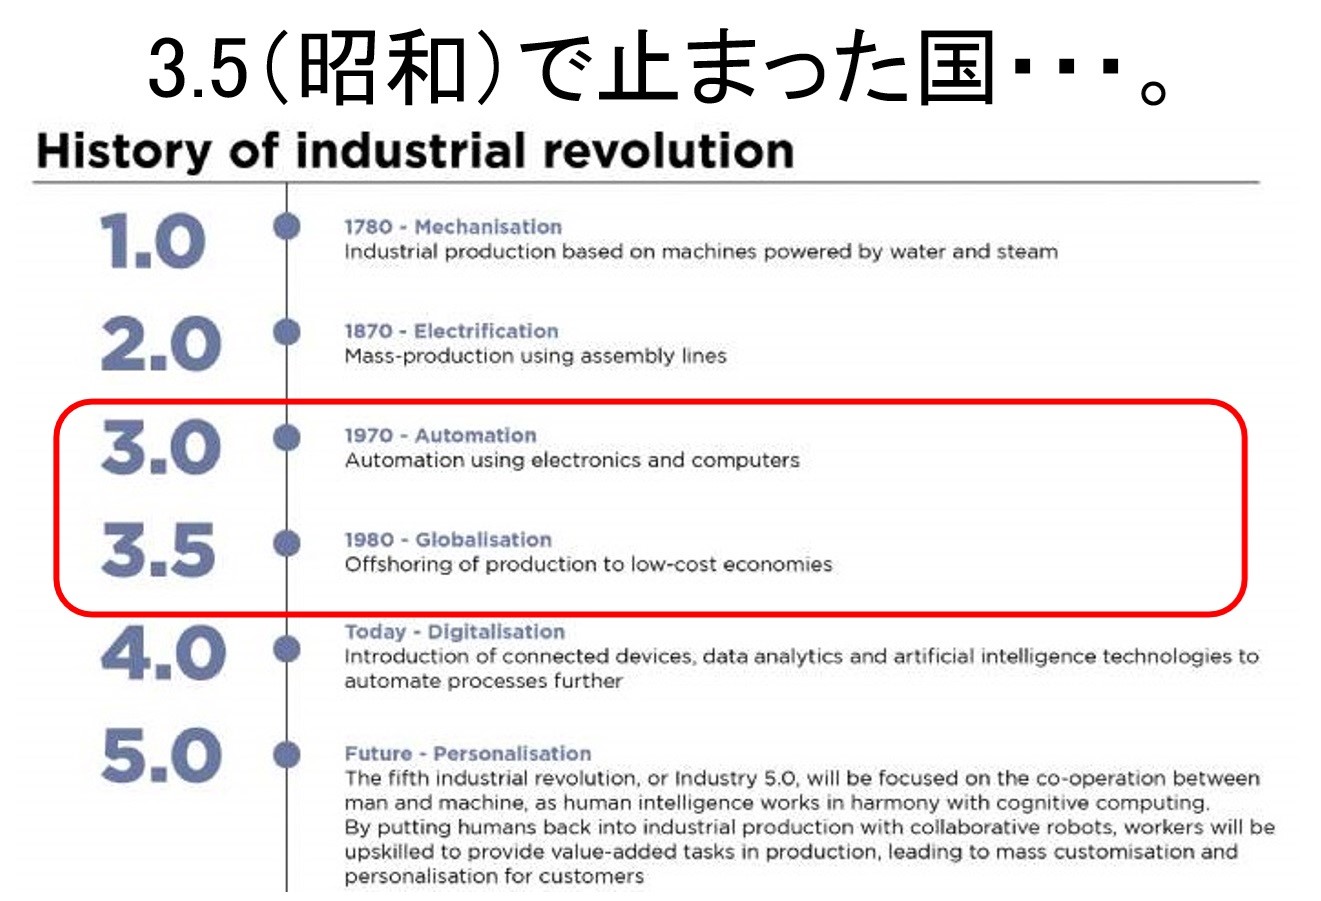 3.5（昭和）で止まった国・・・。
History of industrial revolution
1.0
1780 - Mechanisation
Industrial production based on machines powered by water and steam
2.0
1870 - Electrification
Mass-production using assembly lines
3.0
1970 - Automation
Automation using electronics and computers
3.5
1980 - Globalisation
Offshoring of production to low-cost economies
4.0
Today - Digitalisation
Introduction of connected devices, data analytics and artificial intelligence technologies to
automate processes further
5.0
Future - Personalisation
The fifth industrial revolution, or Industry 5.0, will be focused on the co-operation between
man and machine, as human intelligence works in harmony with cognitive computing.
By putting humans back into industrial production with collaborative robots, workers will be
upskilled to provide value-added tasks in production, leading to mass customisation and
personalisation for customers